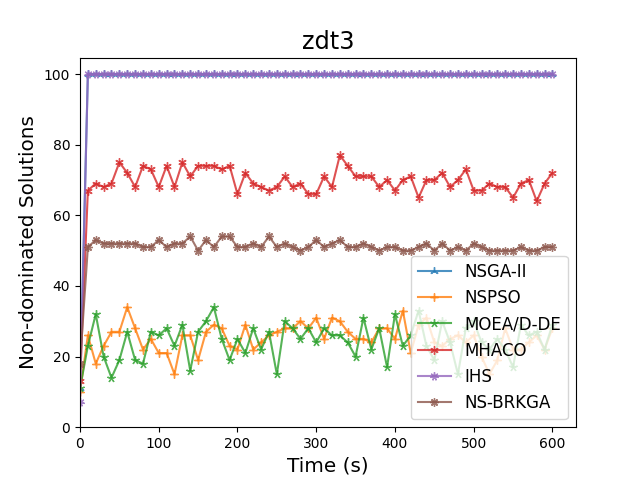 zdt3
Non-dominated Solutions
100
80
60
40
20
0
NSGA-II
NSPSO
MOEA/D-DE
MHACO
IHS
NS-BRKGA
0 100 200 300 400 500 600
Time (s)